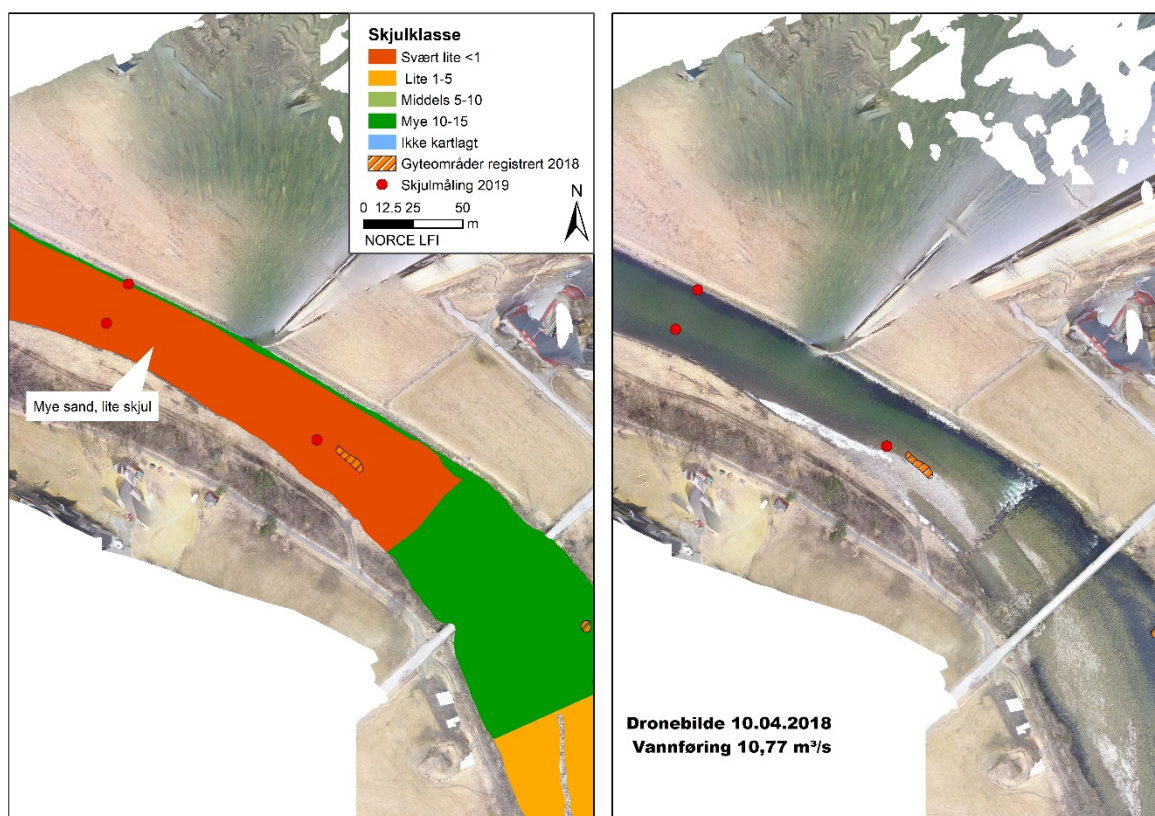 Skjulklasse
Svært lite <1
Lite 1-5
Middels 5-10
Mye 10-15
Ikke kartlagt
Gyteområder registrert 2018
Skjulmåling 2019
N
0 12.5 25 50
m
NORCE LFI
Mye sand, lite skjul
Dronebilde 10.04.2018
Vannføring 10,77 m³/s